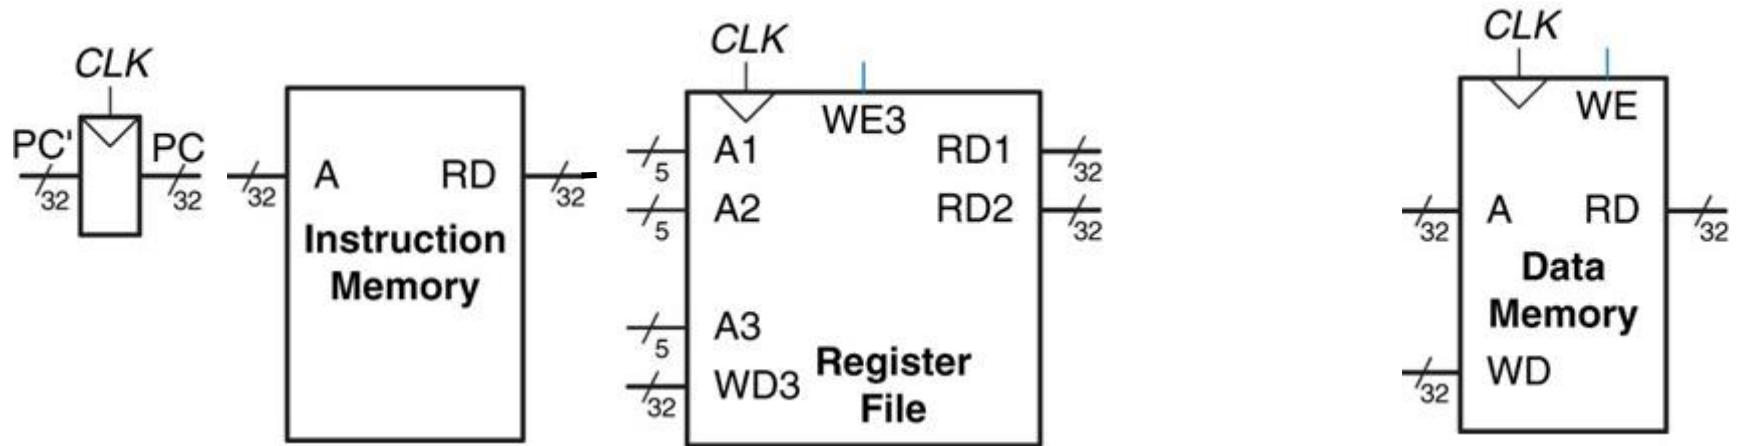 CLK
PC'
32
PC
32
32
A
RD
32
Instruction
Memory
CLK
WE3
5
A1
RD1
32
5
A2
RD2
32
5
A3
32
WD3
Register
File
CLK
WE
32
A
RD
32
Data
Memory
32
WD